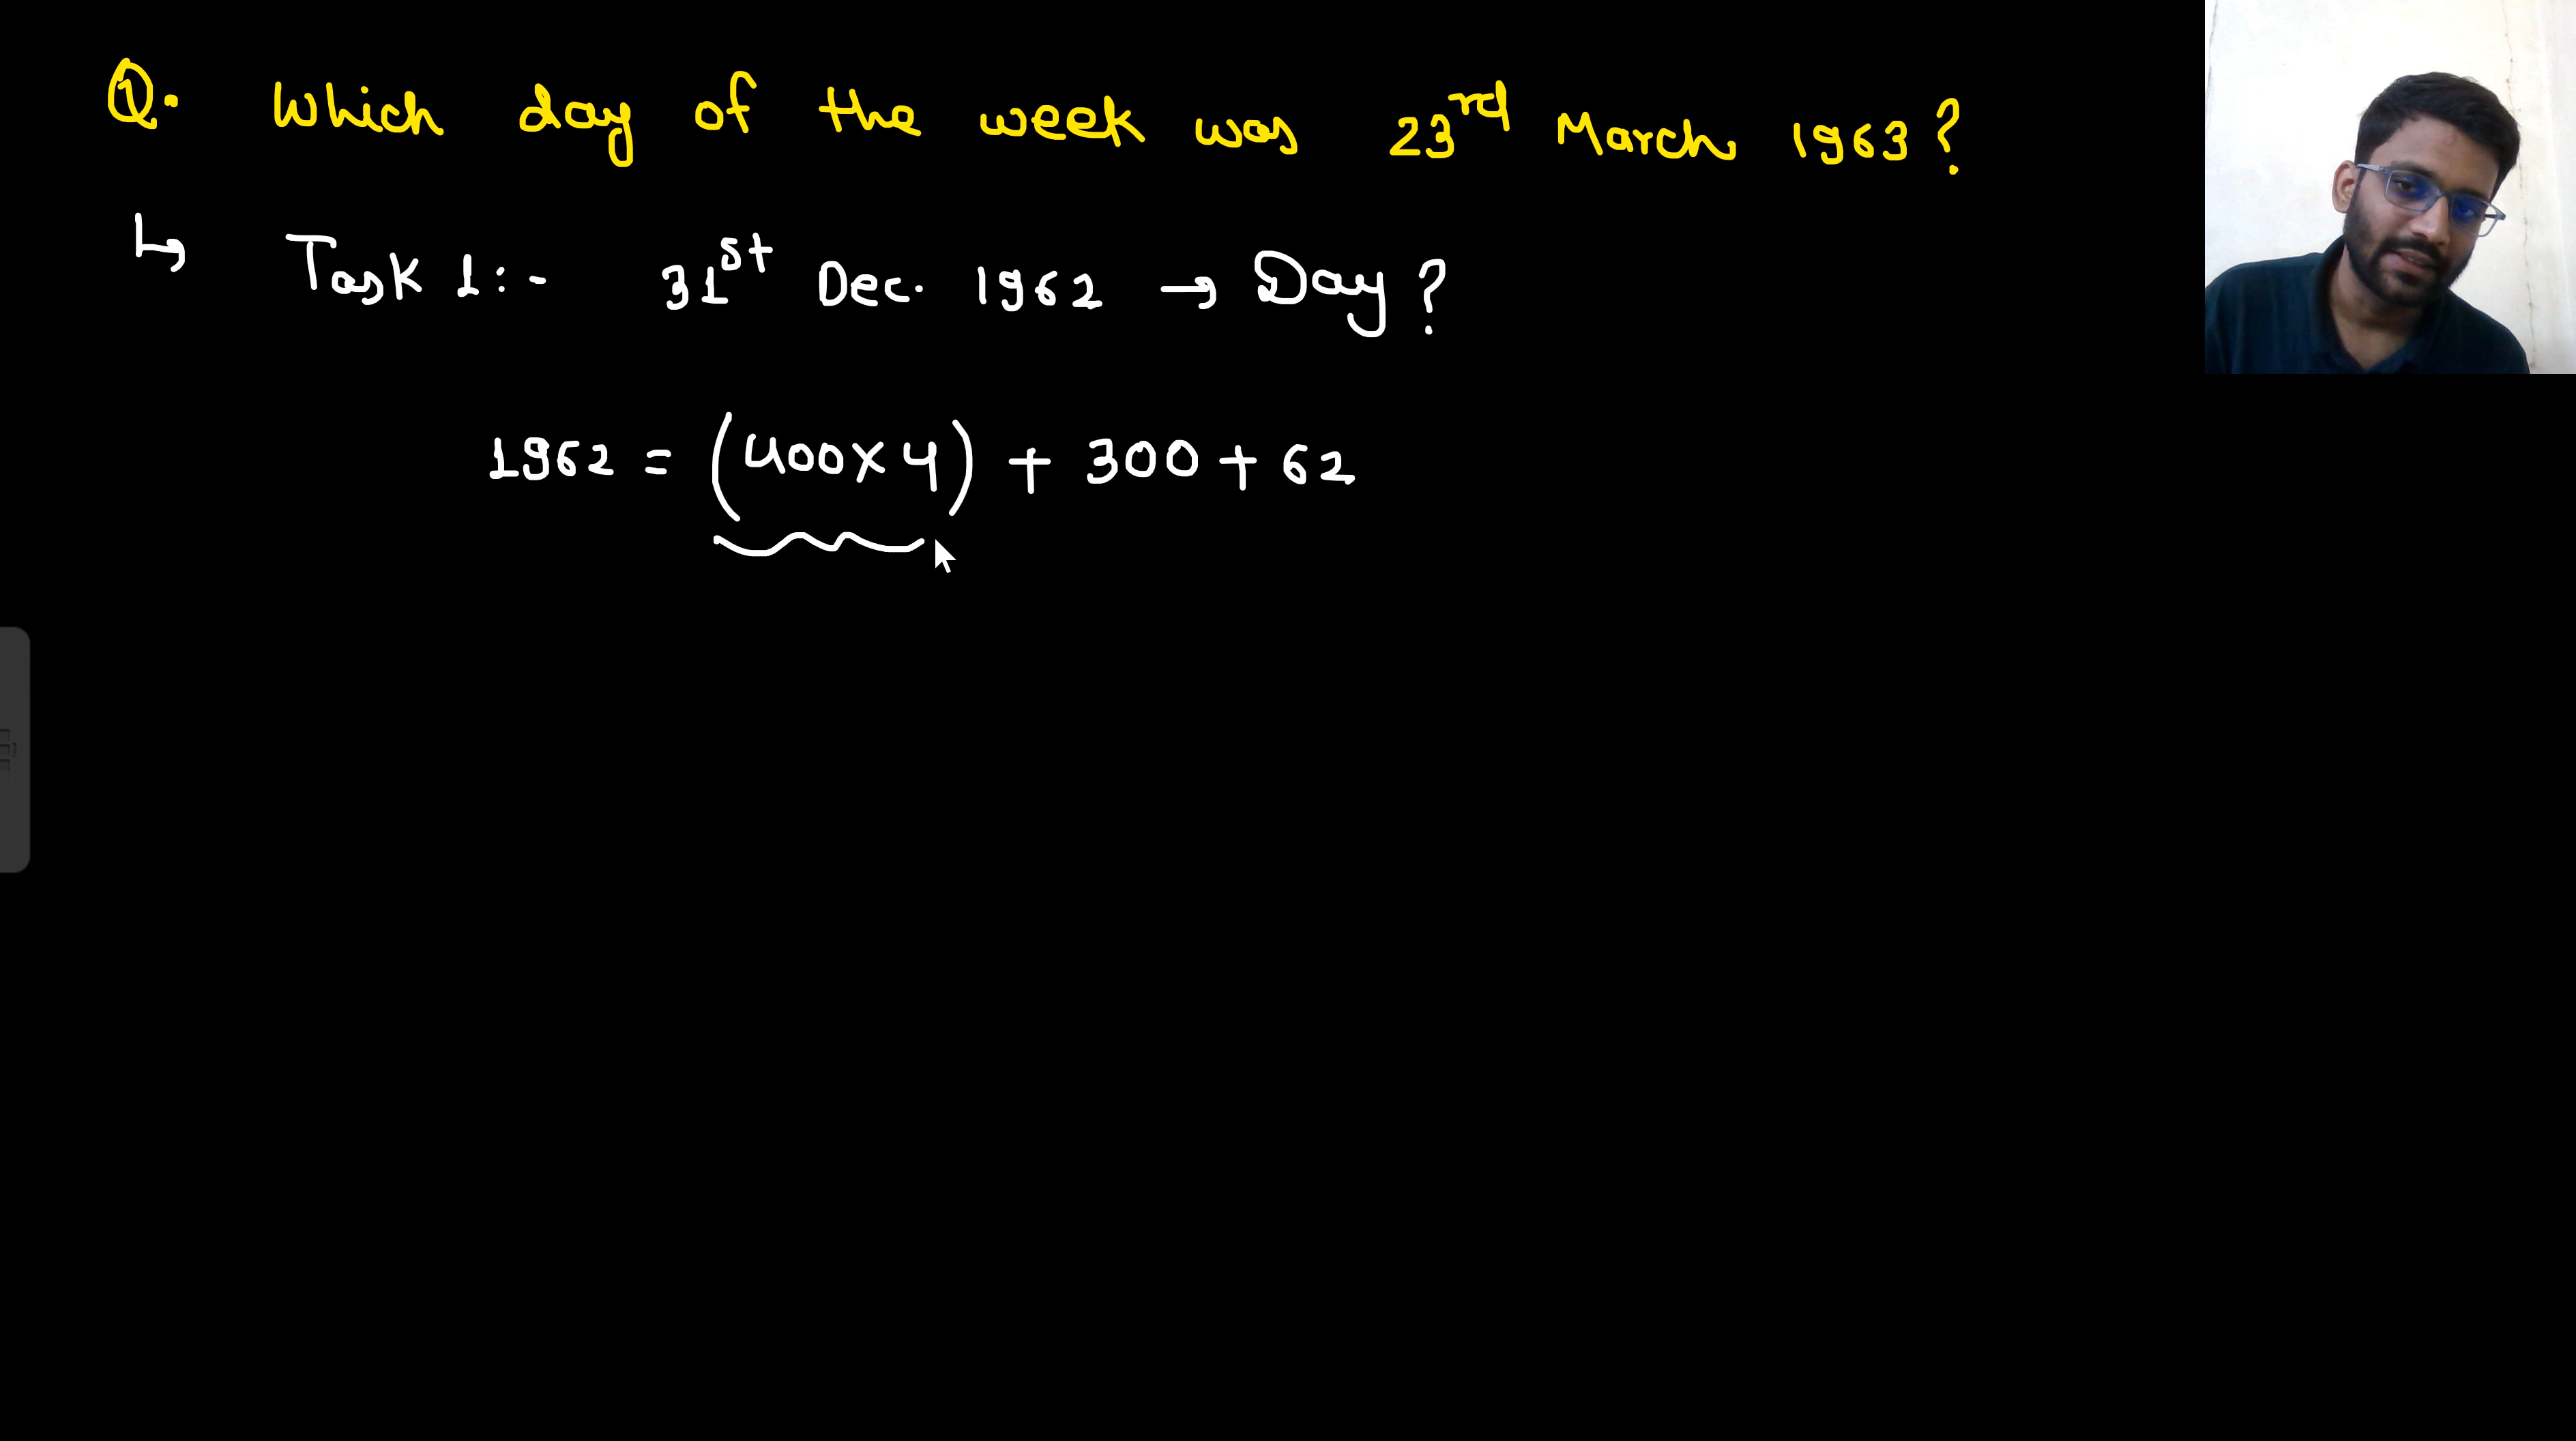 Q. Which day of the week was 23rd March 1963?
↳ Task 1:- 31st Dec. 1962 → Day?
1962 = (400×4) + 300 + 62